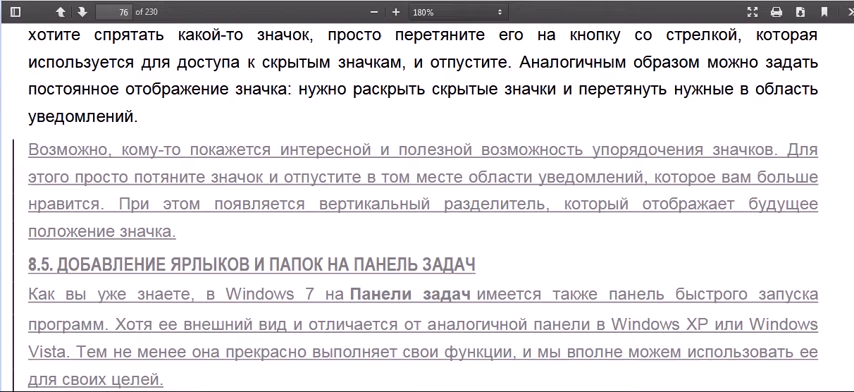 76 of 230 180%
хотите спрятать какой-то значок, просто перетяните его на кнопку со стрелкой, которая
используется для доступа к скрытым значкам, и отпустите. Аналогичным образом можно задать
постоянное отображение значка: нужно раскрыть скрытые значки и перетянуть нужные в область
уведомлений.
Возможно, кому-то покажется интересной и полезной возможность упорядочения значков. Для
этого просто потяните значок и отпустите в том месте области уведомлений, которое вам больше
нравится. При этом появляется вертикальный разделитель, который отображает будущее
положение значка.
8.5. ДОБАВЛЕНИЕ ЯРЛЫКОВ И ПАПОК НА ПАНЕЛЬ ЗАДАЧ
Как вы уже знаете, в Windows 7 на Панели задач имеется также панель быстрого запуска
программ. Хотя ее внешний вид и отличается от аналогичной панели в Windows XP или Windows
Vista. Тем не менее она прекрасно выполняет свои функции, и мы вполне можем использовать ее
для своих целей.